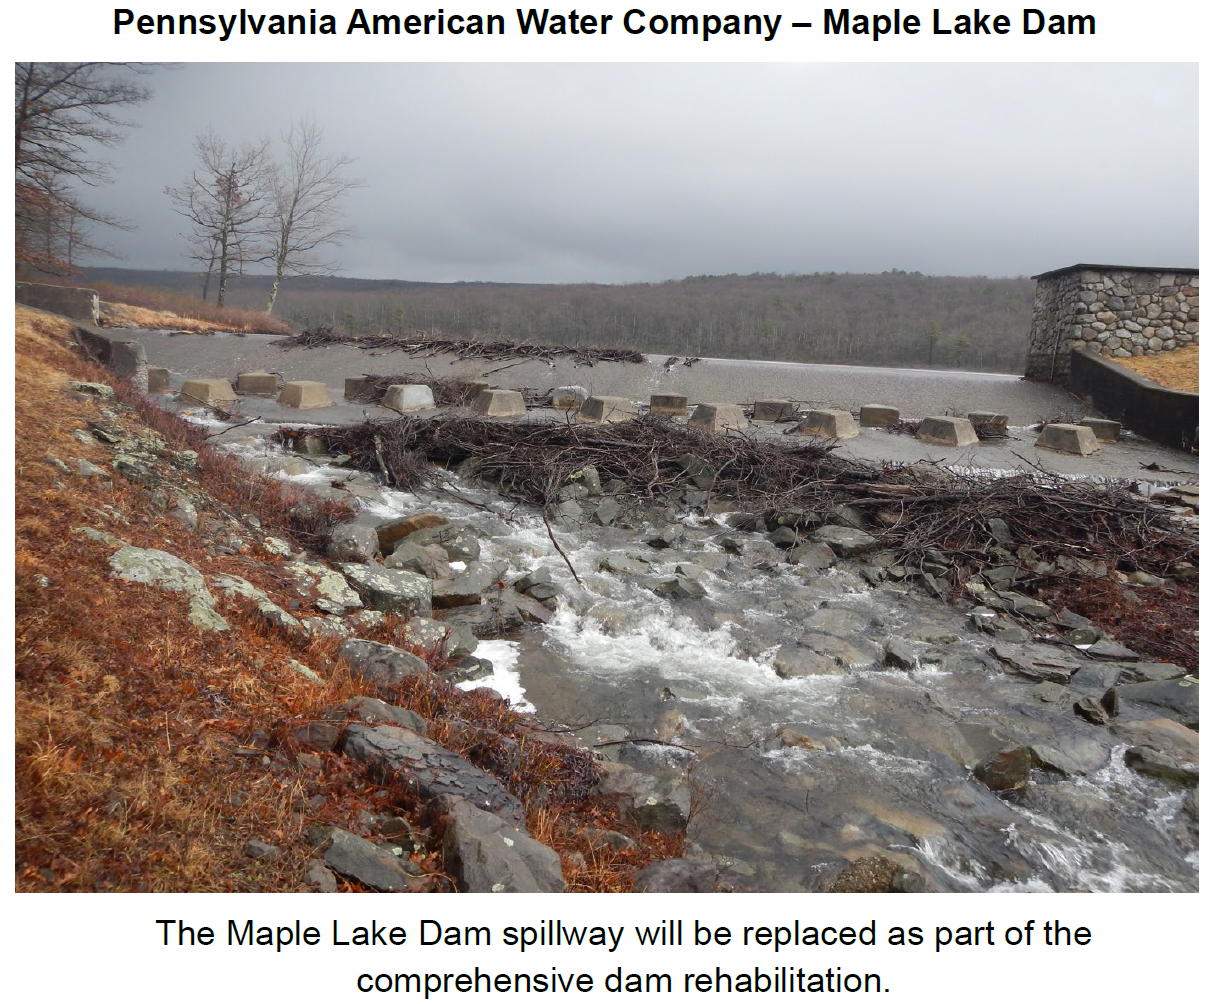 Pennsylvania American Water Company – Maple Lake Dam
The Maple Lake Dam spillway will be replaced as part of the
comprehensive dam rehabilitation.